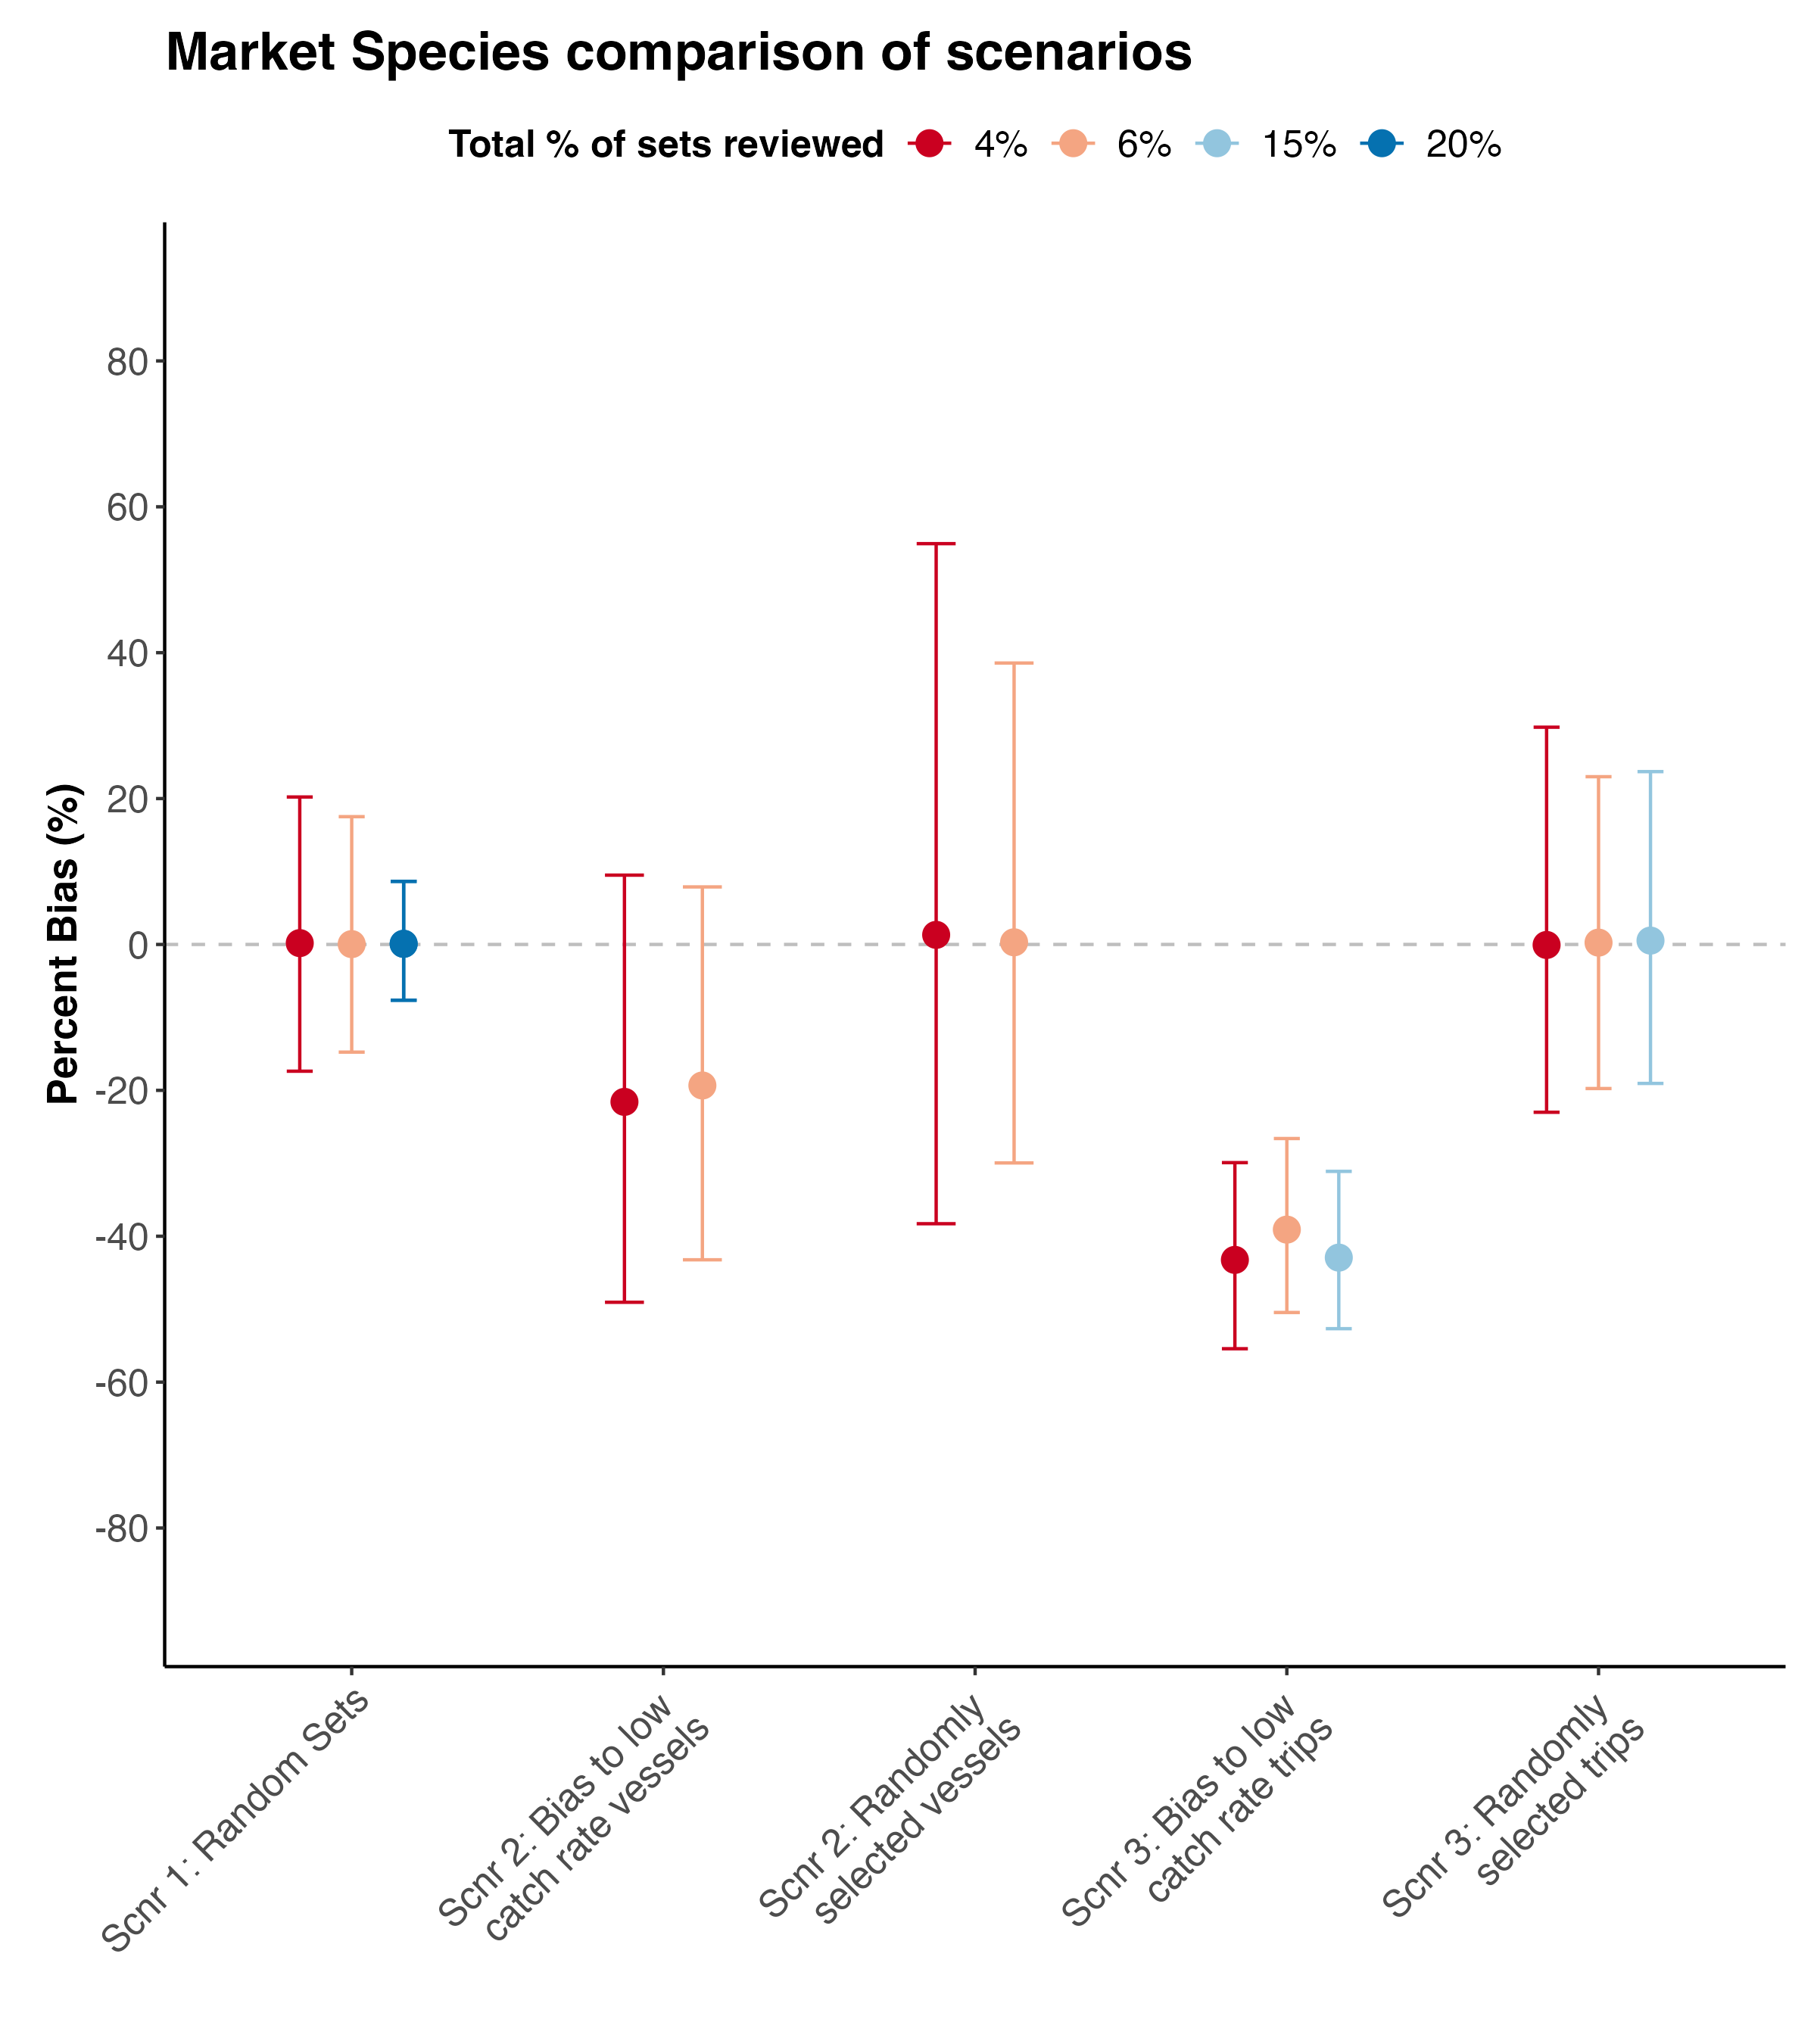 Market Species comparison of scenarios
Total % of sets reviewed 4% 6% 15% 20%
Percent Bias (%)
80
60
40
20
0
-20
-40
-60
-80
Scnr 1: Random Sets
Scnr 2: Bias to low
catch rate vessels
Scnr 2: Randomly
selected vessels
Scnr 3: Bias to low
catch rate trips
Scnr 3: Randomly
selected trips